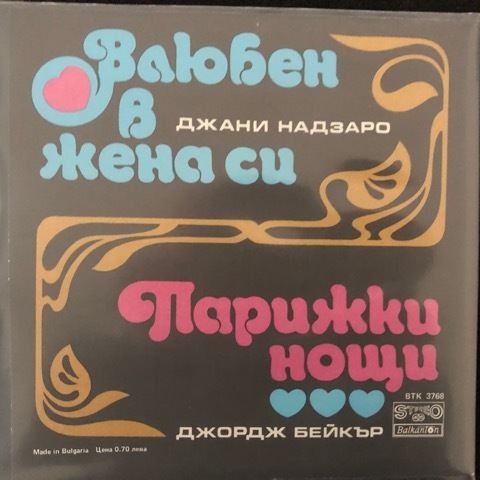 Влюбен
в
жена си
ДЖАНИ НАДЗАРО
Парижки
нощи
ВТК 3768
STEREO
Balkanton
ДЖОРДЖ БЕЙКЪР
Made in Bulgaria Цена 0.70 лева